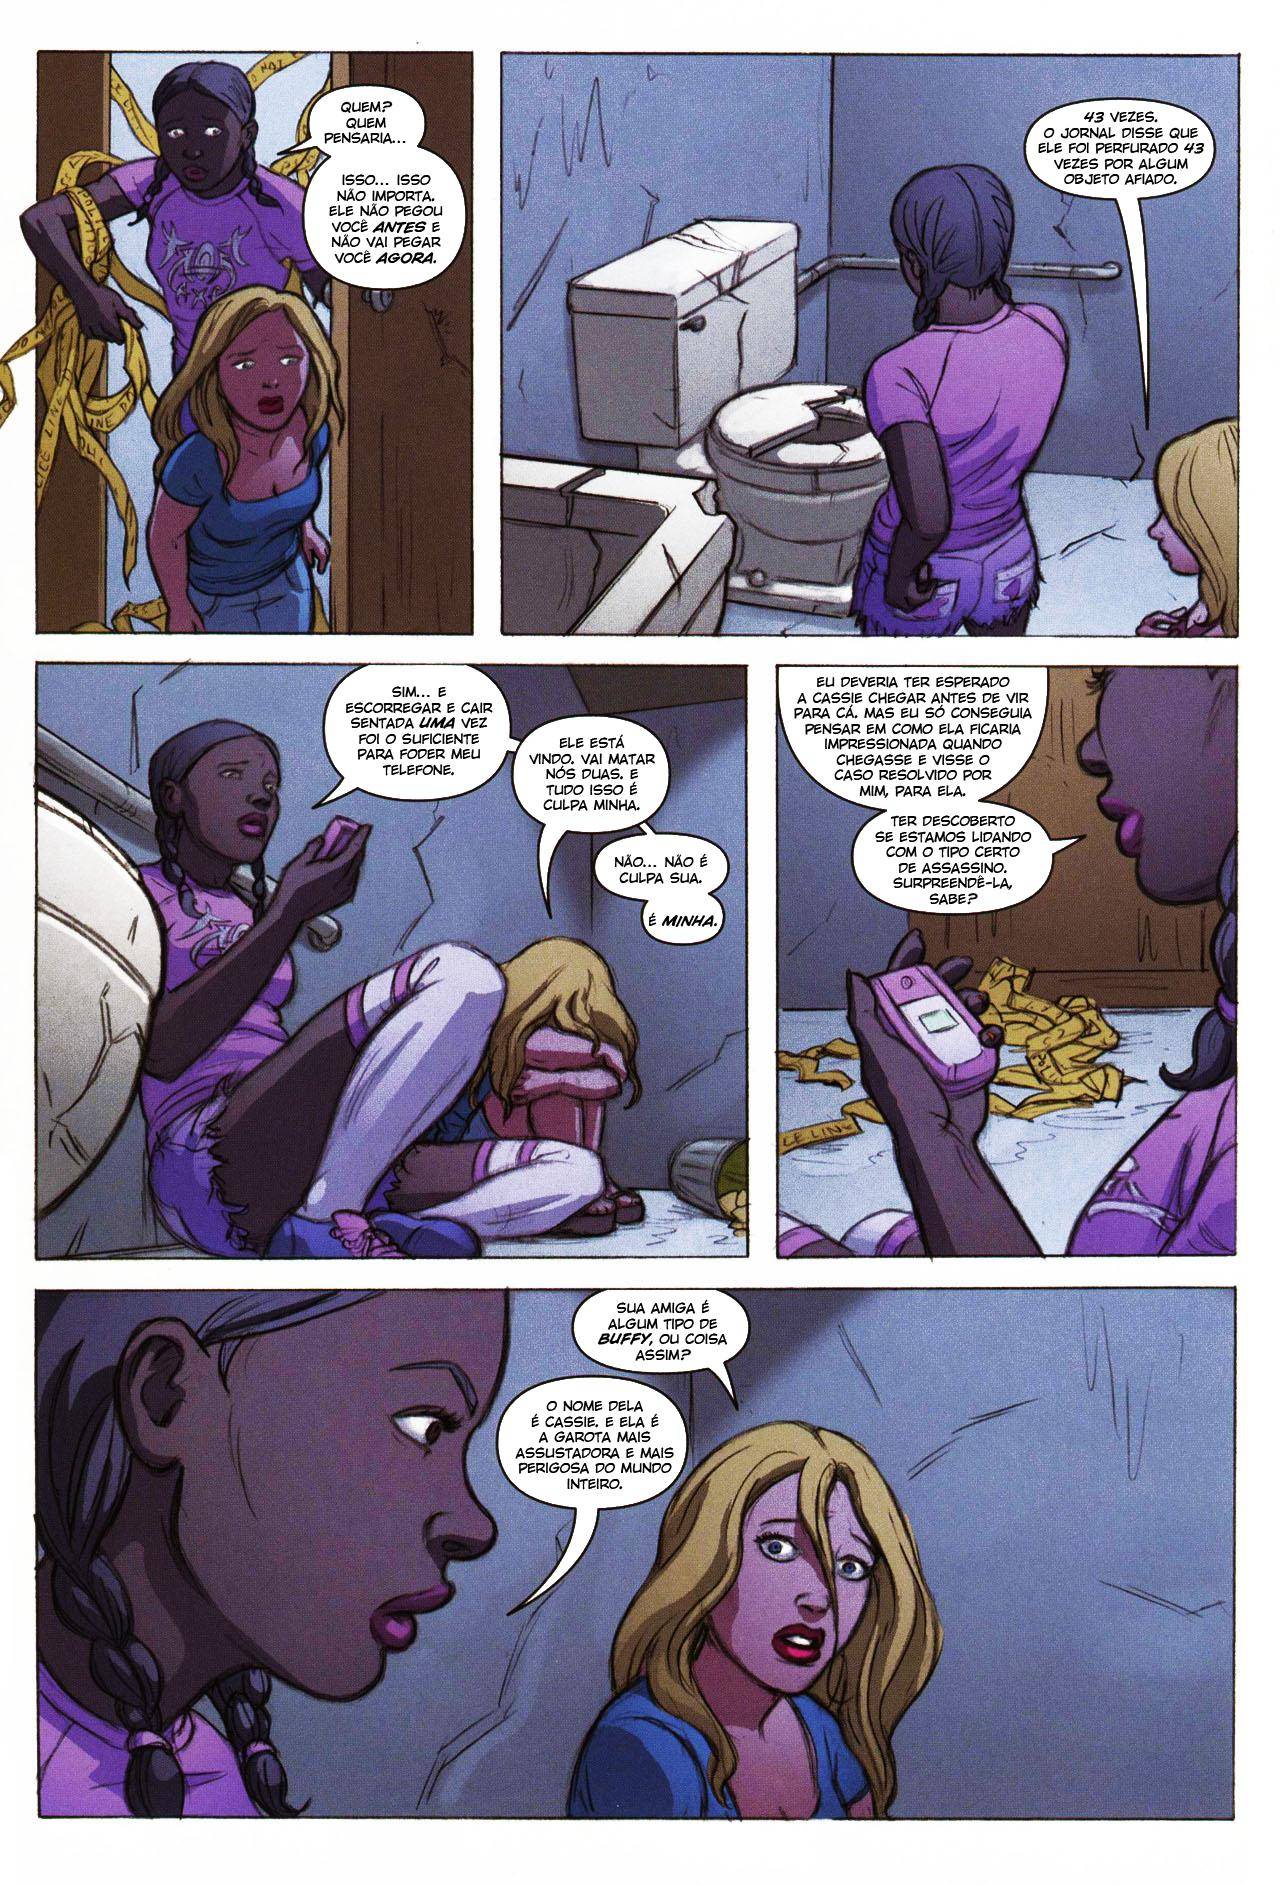 QUEM?
QUEM
PENSARIA...
ISSO... ISSO
NÃO IMPORTA.
ELE NÃO PEGOU
VOCÊ ANTES E
NÃO VAI PEGAR
VOCÊ AGORA.
43 VEZES.
O JORNAL DISSE QUE
ELE FOI PERFURADO 43
VEZES POR ALGUM
OBJETO AFIADO.
SIM... E
ESCORREGAR E CAIR
SENTADA UMA VEZ
FOI O SUFICIENTE
PARA FODER MEU
TELEFONE.
ELE ESTÁ
VINDO. VAI MATAR
NÓS DUAS. E
TUDO ISSO É
CULPA MINHA.
NÃO... NÃO É
CULPA SUA.
É MINHA.
EU DEVERIA TER ESPERADO
A CASSIE CHEGAR ANTES DE VIR
PARA CÁ. MAS EU SÓ CONSEGUIA
PENSAR EM COMO ELA FICARIA
IMPRESSIONADA QUANDO
CHEGASSE E VISSE O
CASO RESOLVIDO POR
MIM, PARA ELA.
TER DESCOBERTO
SE ESTAMOS LIDANDO
COM O TIPO CERTO
DE ASSASSINO.
SURPREENDÊ-LA,
SABE?
CE LINE
SUA AMIGA É
ALGUM TIPO DE
BUFFY, OU COISA
ASSIM?
O NOME DELA
É CASSIE. E ELA É
A GAROTA MAIS
ASSUSTADORA E MAIS
PERIGOSA DO MUNDO
INTEIRO.